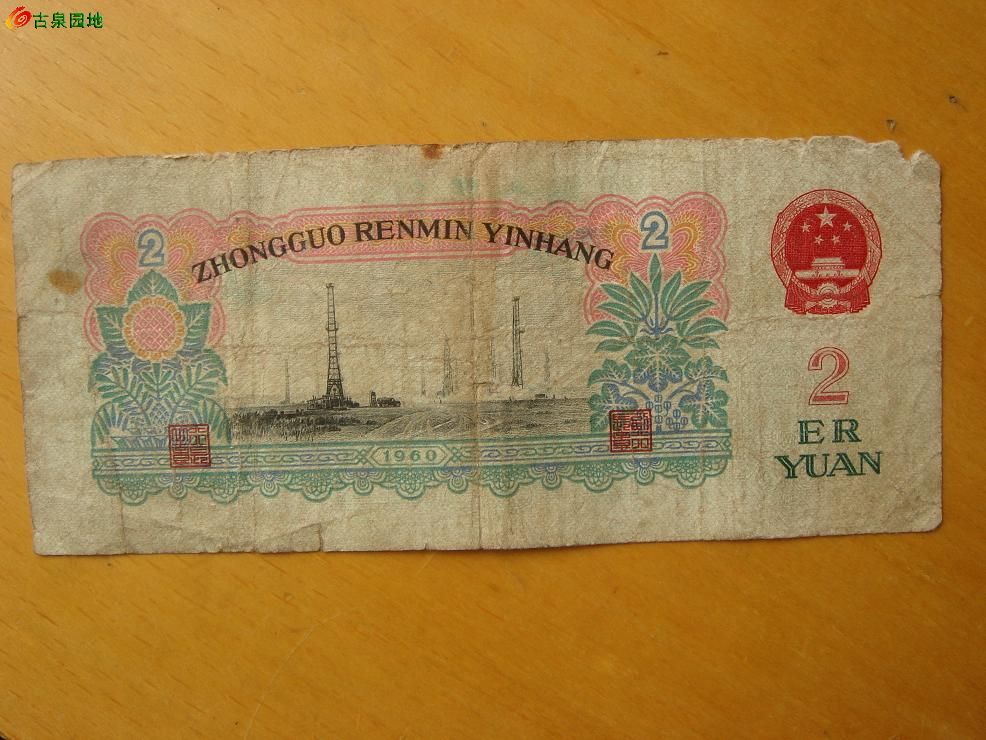 古泉园地
ZHONGGUO RENMIN YINHANG
2
2
2
ER
YUAN
1960